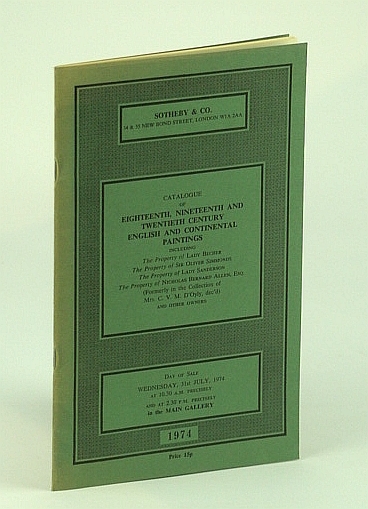 SOTHEBY & CO.
34 & 35 NEW BOND STREET, LONDON W1A 2AA
CATALOGUE
OF
EIGHTEENTH, NINETEENTH AND
TWENTIETH CENTURY
ENGLISH AND CONTINENTAL
PAINTINGS
INCLUDING
The Property of LADY BECHER
The Property of SIR OLIVER SIMMONDS
The Property of LADY SANDERSON
The Property of NICHOLAS BERNARD ALLEN, ESQ.
(Formerly in the Collection of
MRS. C. V. M. D'Oyly, dec'd)
AND OTHER OWNERS
DAY OF SALE
WEDNESDAY, 31st JULY, 1974
AT 10.30 A.M. PRECISELY
AND AT 2.30 P.M. PRECISELY
in the MAIN GALLERY
1974
Price 15p